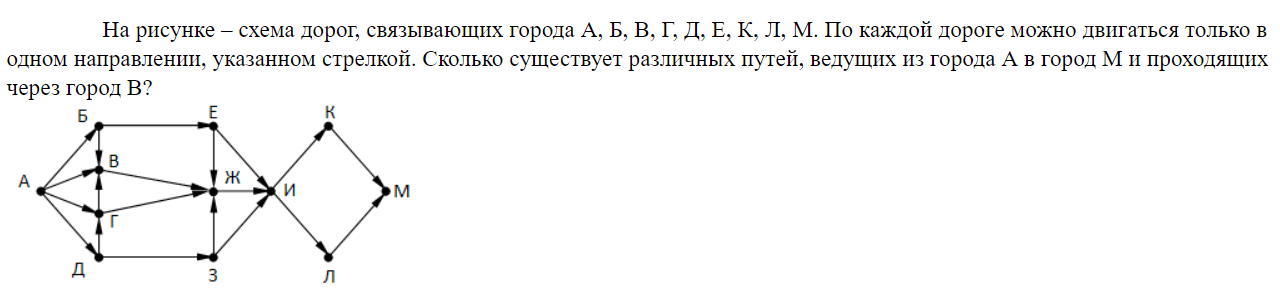 На рисунке – схема дорог, связывающих города А, Б, В, Г, Д, Е, К, Л, М. По каждой дороге можно двигаться только в
одном направлении, указанном стрелкой. Сколько существует различных путей, ведущих из города А в город М и проходящих
через город В?
Б Е К
В
А Ж И М
Г
Д З Л